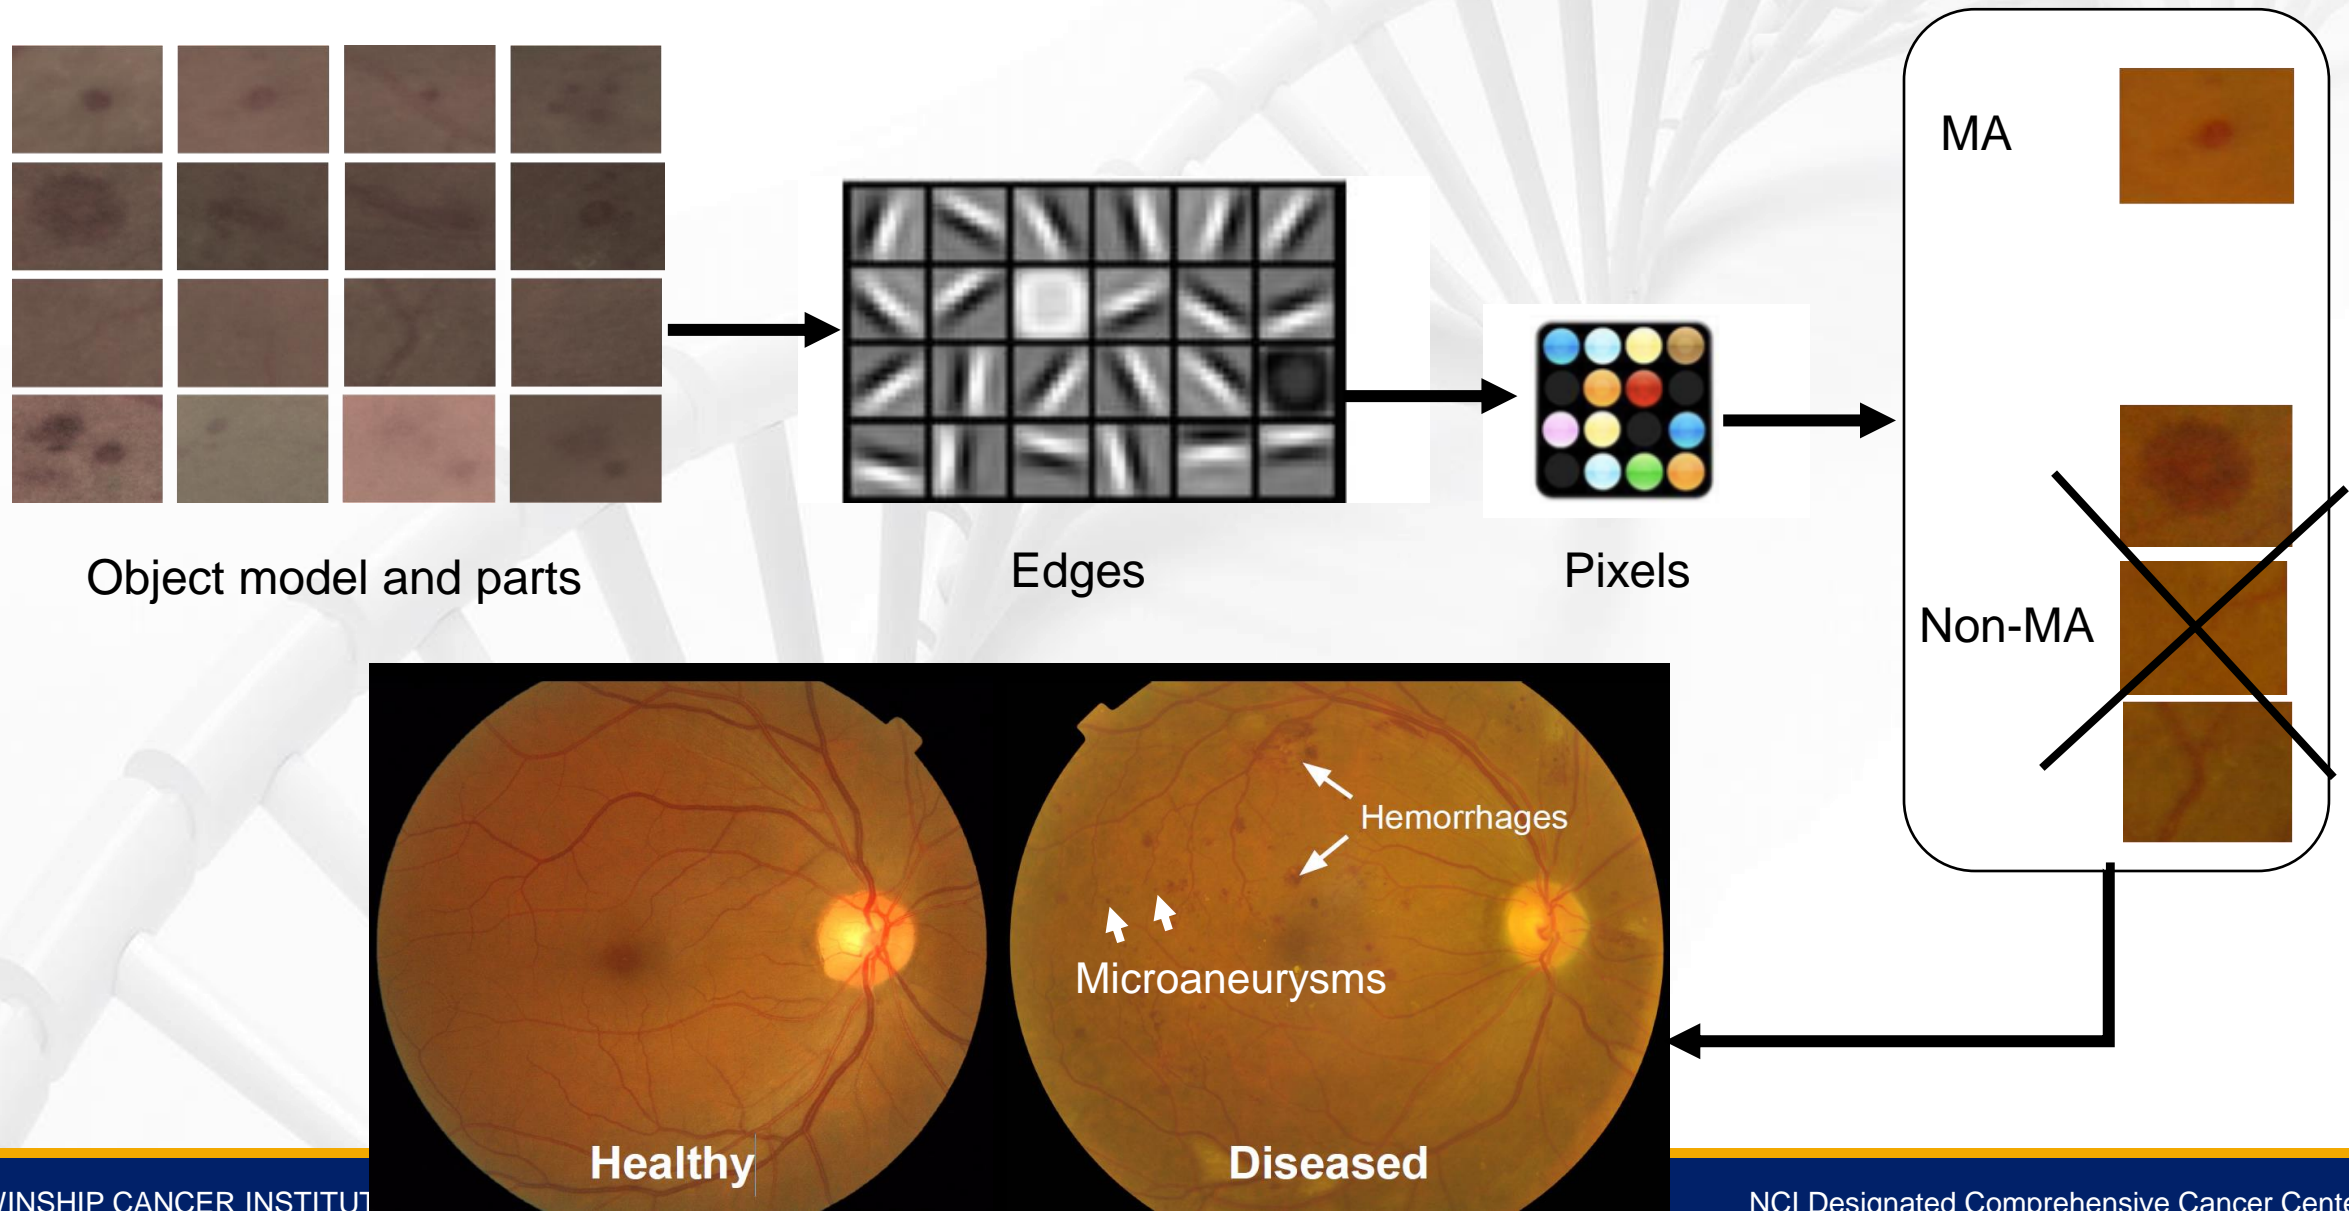 MA
Object model and parts
Edges
Pixels
Non-MA
Hemorrhages
Microaneurysms
Healthy
Diseased
WINSHIP CANCER INSTITUT
NCI Designated Comprehensive Cancer Cente